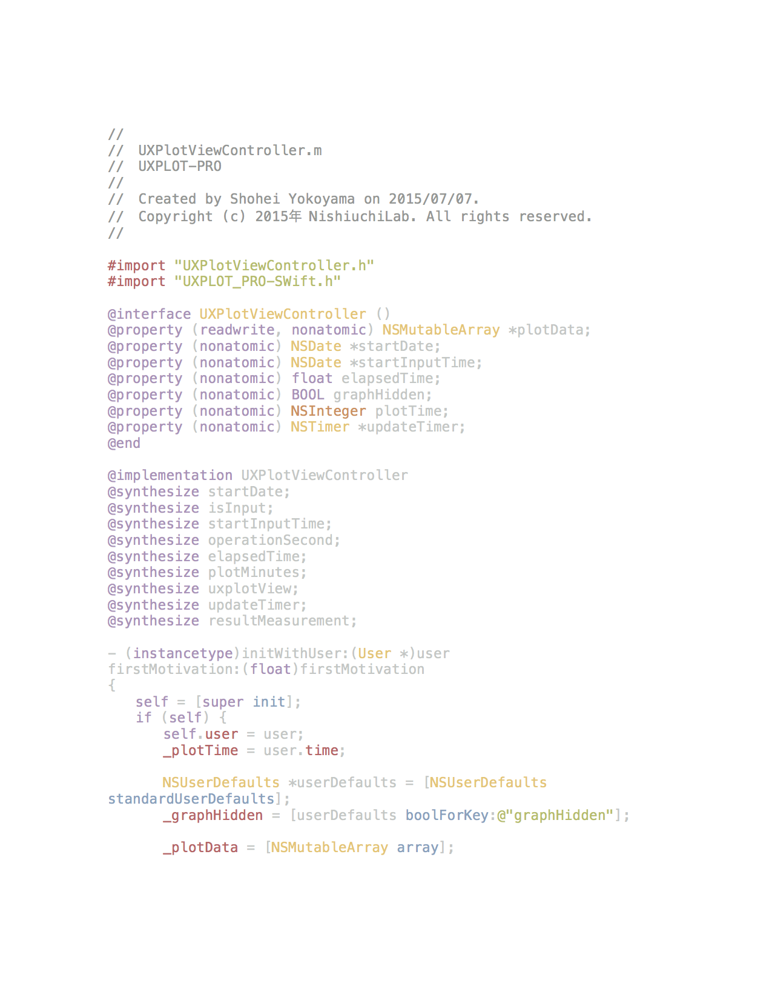 //
//  UXPlotViewController.m
//  UXPLOT-PRO
//
//  Created by Shohei Yokoyama on 2015/07/07.
//  Copyright (c) 2015年 NishiuchiLab. All rights reserved.
//

#import "UXPlotViewController.h"
#import "UXPLOT_PRO-SWift.h"

@interface UXPlotViewController ()
@property (readwrite, nonatomic) NSMutableArray *plotData;
@property (nonatomic) NSDate *startDate;
@property (nonatomic) NSDate *startInputTime;
@property (nonatomic) float elapsedTime;
@property (nonatomic) BOOL graphHidden;
@property (nonatomic) NSInteger plotTime;
@property (nonatomic) NSTimer *updateTimer;
@end

@implementation UXPlotViewController
@synthesize startDate;
@synthesize isInput;
@synthesize startInputTime;
@synthesize operationSecond;
@synthesize elapsedTime;
@synthesize plotMinutes;
@synthesize uxplotView;
@synthesize updateTimer;
@synthesize resultMeasurement;

- (instancetype)initWithUser:(User *)user
firstMotivation:(float)firstMotivation
{
    self = [super init];
    if (self) {
        self.user = user;
        _plotTime = user.time;

        NSUserDefaults *userDefaults = [NSUserDefaults
standardUserDefaults];
        _graphHidden = [userDefaults boolForKey:@"graphHidden"];

        _plotData = [NSMutableArray array];